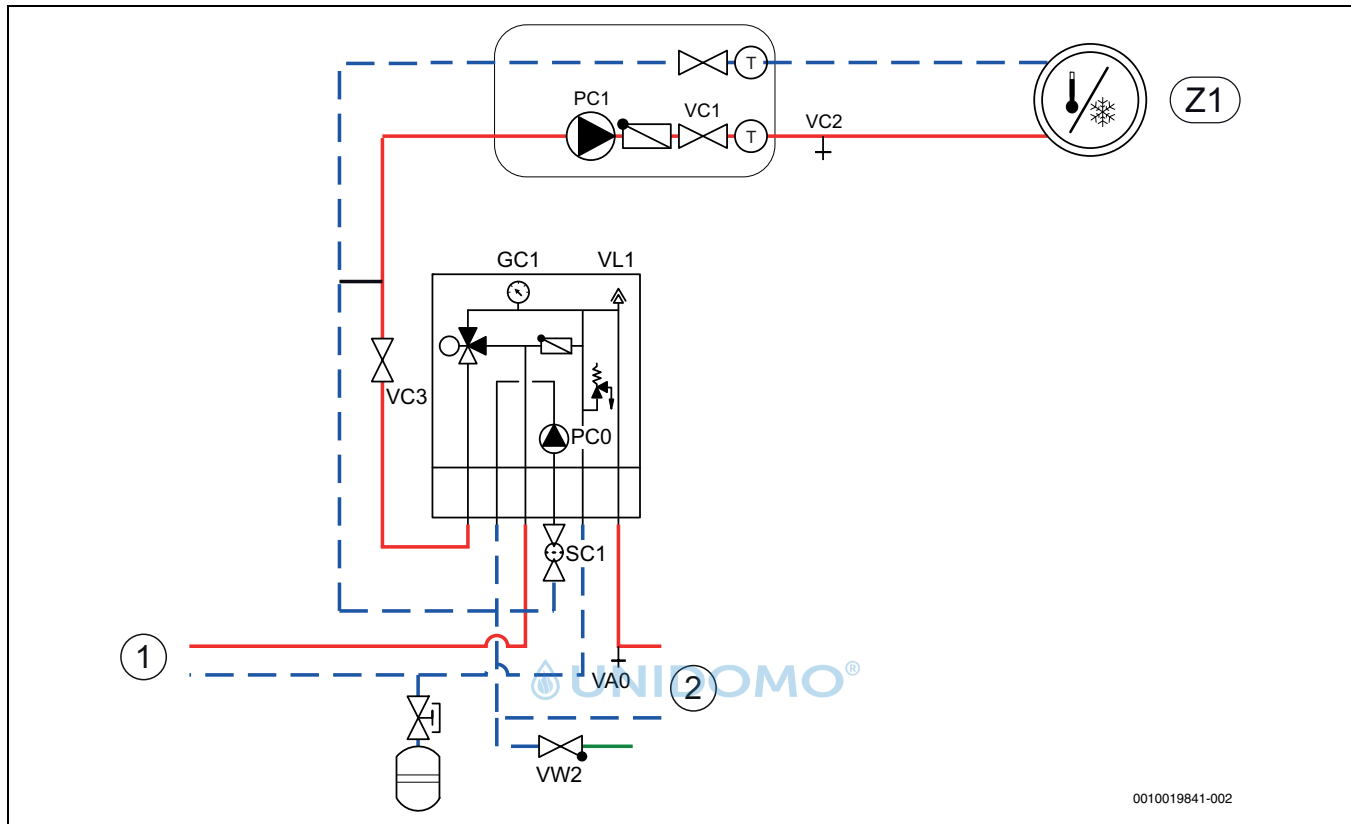 T
PC1
VC1
T
VC2
Z1
GC1
VL1
VC3
PC0
SC1
1
UNIDOMO®
VA0
2
VW2
0010019841-002